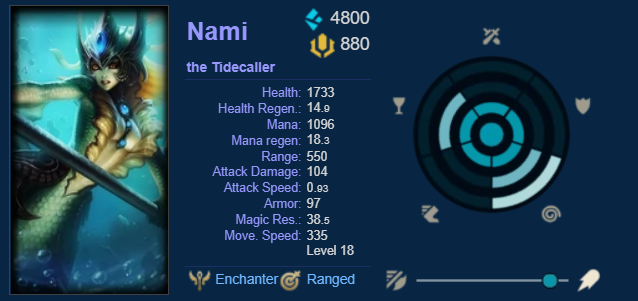 Nami
4800
880
the Tidecaller
Health: 1733
Health Regen.: 14.9
Mana: 1096
Mana regen: 18.3
Range: 550
Attack Damage: 104
Attack Speed: 0.93
Armor: 97
Magic Res.: 38.5
Move. Speed: 335
Level 18
Enchanter Ranged